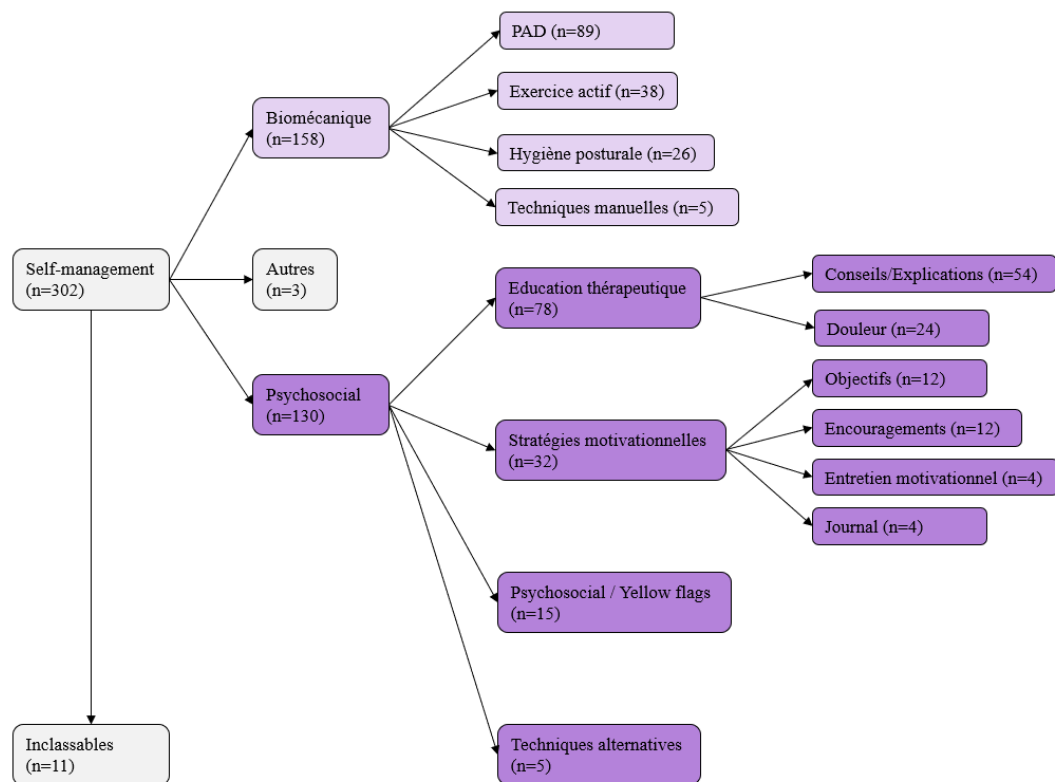 PAD (n=89)
Exercice actif (n=38)
Biomécanique
(n=158)
Hygiène posturale (n=26)
Techniques manuelles (n=5)
Self-management
(n=302)
Autres
(n=3)
Education thérapeutique
(n=78)
Conseils/Explications (n=54)
Douleur (n=24)
Psychosocial
(n=130)
Objectifs (n=12)
Stratégies motivationnelles
(n=32)
Encouragements (n=12)
Entretien motivationnel (n=4)
Journal (n=4)
Psychosocial / Yellow flags
(n=15)
Inclassables
(n=11)
Techniques alternatives
(n=5)